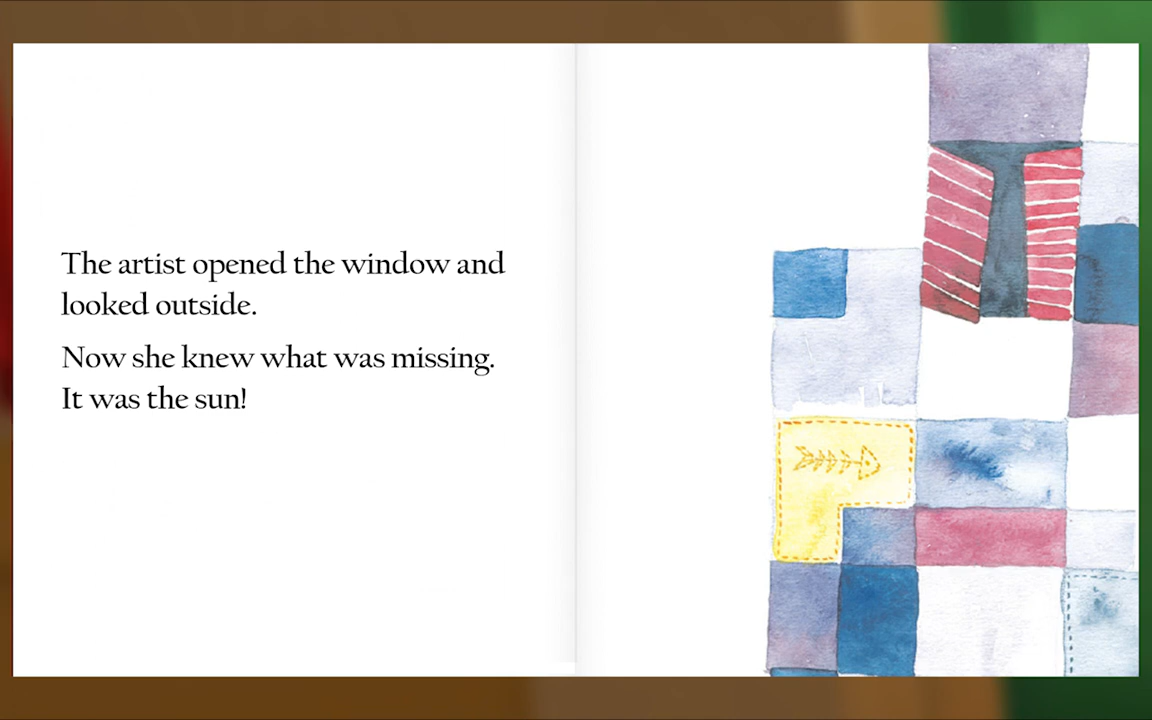 The artist opened the window and
looked outside.
Now she knew what was missing.
It was the sun!